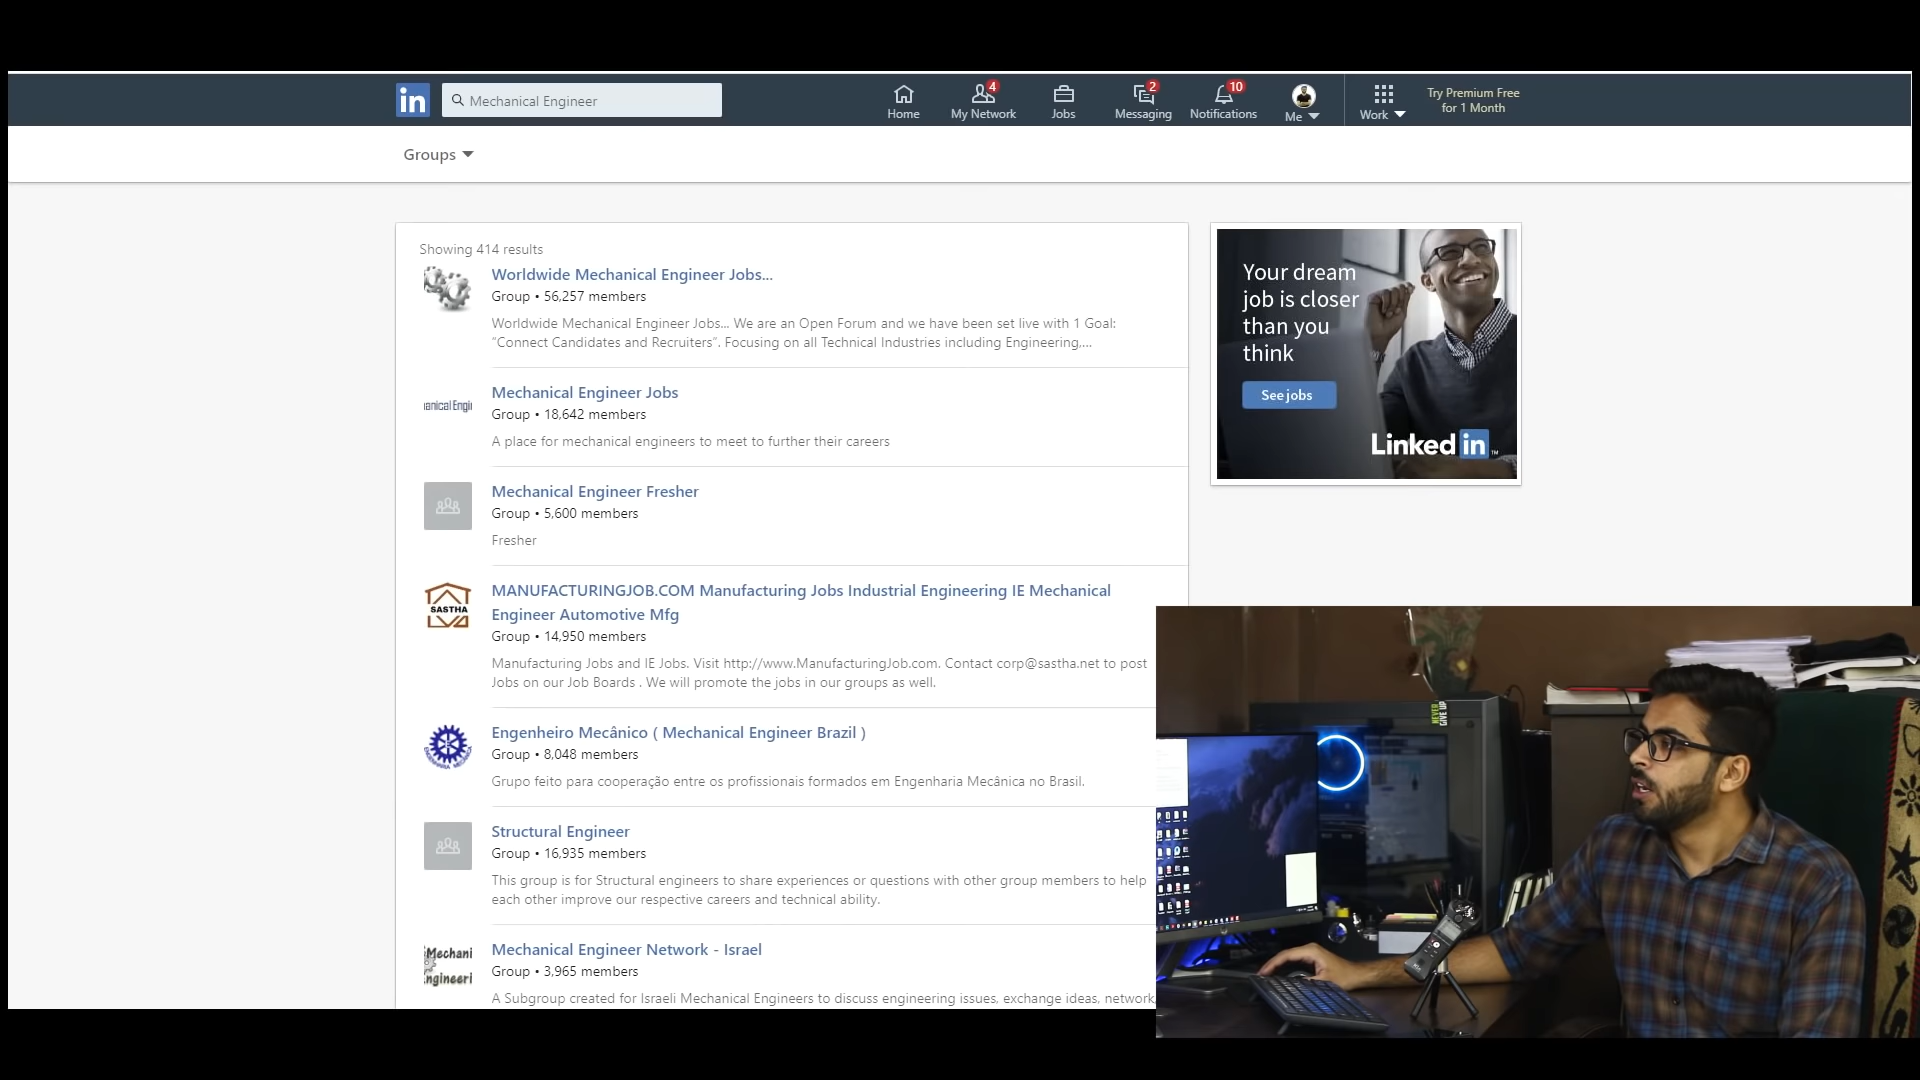 in
Mechanical Engineer
4
2
10
Home
My Network
Jobs
Messaging
Notifications
Me
Work
Try Premium Free
for 1 Month
Groups
Showing 414 results
Worldwide Mechanical Engineer Jobs...
Group • 56,257 members
Worldwide Mechanical Engineer Jobs... We are an Open Forum and we have been set live with 1 Goal:
"Connect Candidates and Recruiters". Focusing on all Technical Industries including Engineering,...
anical Engi
Mechanical Engineer Jobs
Group • 18,642 members
A place for mechanical engineers to meet to further their careers
Mechanical Engineer Fresher
Group • 5,600 members
Fresher
SASTHA
MANUFACTURINGJOB.COM Manufacturing Jobs Industrial Engineering IE Mechanical
Engineer Automotive Mfg
Group • 14,950 members
Manufacturing Jobs and IE Jobs. Visit http://www.ManufacturingJob.com. Contact corp@sastha.net to post
Jobs on our Job Boards . We will promote the jobs in our groups as well.
Engenheiro Mecânico ( Mechanical Engineer Brazil )
Group • 8,048 members
Grupo feito para cooperação entre os profissionais formados em Engenharia Mecânica no Brasil.
Structural Engineer
Group • 16,935 members
This group is for Structural engineers to share experiences or questions with other group members to help
each other improve our respective careers and technical ability.
Mechani
ngineeri
Mechanical Engineer Network - Israel
Group • 3,965 members
A Subgroup created for Israeli Mechanical Engineers to discuss engineering issues, exchange ideas, network,
Your dream
job is closer
than you
think
See jobs
Linked in ™
NEVER
GIVE UP